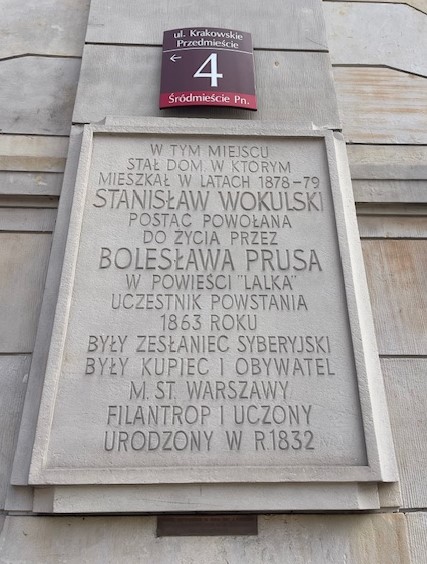 ul. Krakowskie
Przedmieście
← 4
Śródmieście Pn.
W TYM MIEJSCU
STAŁ DOM, W KTÓRYM
MIESZKAŁ W LATACH 1878-79
STANISŁAW WOKULSKI
POSTAĆ POWOŁANA
DO ŻYCIA PRZEZ
BOLESŁAWA PRUSA
W POWIEŚCI "LALKA"
UCZESTNIK POWSTANIA
1863 ROKU
BYŁY ZESŁANIEC SYBERYJSKI
BYŁY KUPIEC I OBYWATEL
M. ST. WARSZAWY
FILANTROP I UCZONY
URODZONY W R.1832